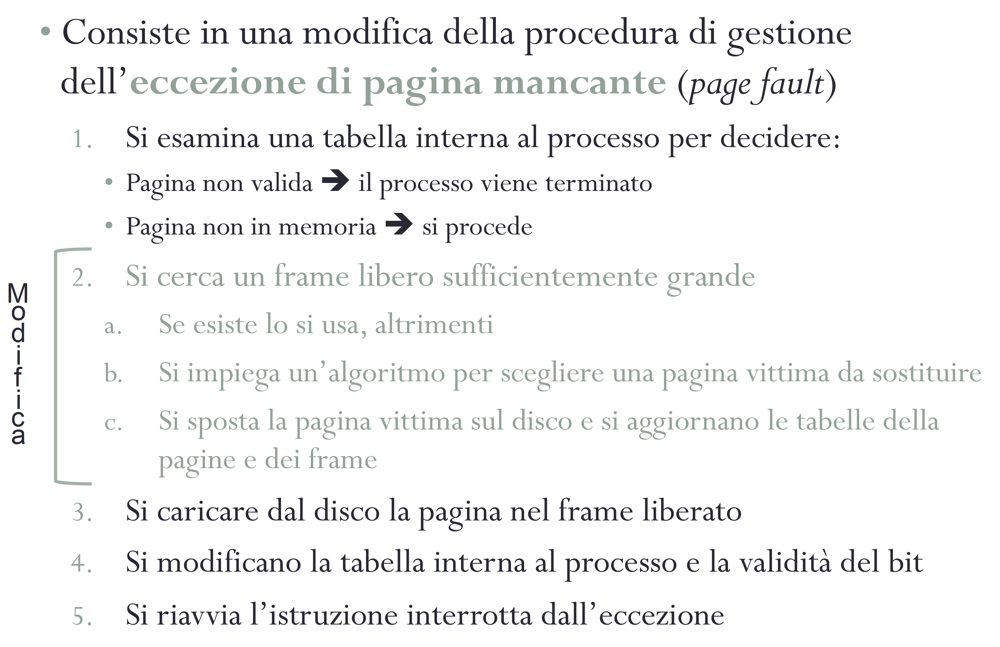 • Consiste in una modifica della procedura di gestione
dell’eccezione di pagina mancante (page fault)
1. Si esamina una tabella interna al processo per decidere:
• Pagina non valida ➔ il processo viene terminato
• Pagina non in memoria ➔ si procede
Modifica
2. Si cerca un frame libero sufficientemente grande
a. Se esiste lo si usa, altrimenti
b. Si impiega un’algoritmo per scegliere una pagina vittima da sostituire
c. Si sposta la pagina vittima sul disco e si aggiornano le tabelle della
pagine e dei frame
3. Si caricare dal disco la pagina nel frame liberato
4. Si modificano la tabella interna al processo e la validità del bit
5. Si riavvia l’istruzione interrotta dall’eccezione